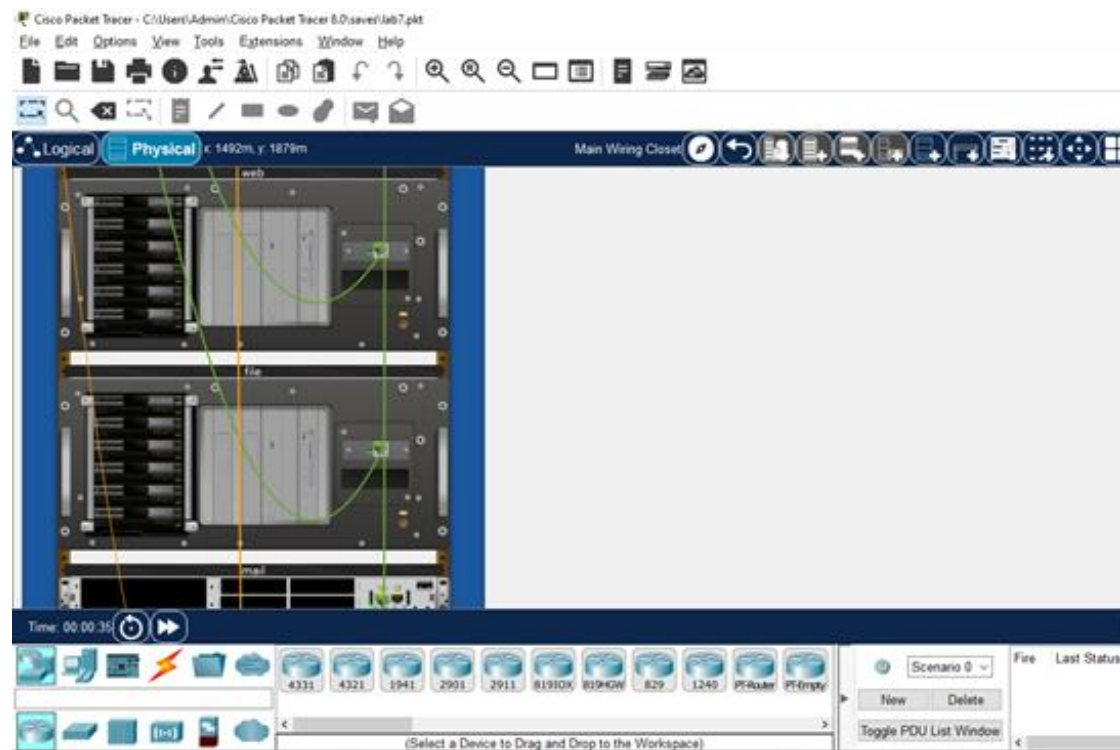 Cisco Packet Tracer - C:\Users\Admin\Cisco Packet Tracer 8.0\saves\lab7.pkt
File Edit Options View Tools Extensions Window Help
Logical Physical x: 1492m, y: 1879m Main Wiring Closet
web
file
mail
Time: 00:00:35
4331 4321 1941 2901 2911 819IOX 819HGW 829 1240 PT-Router PT-Empty
Scenario 0
Fire Last Status
New Delete
Toggle PDU List Window
(Select a Device to Drag and Drop to the Workspace)